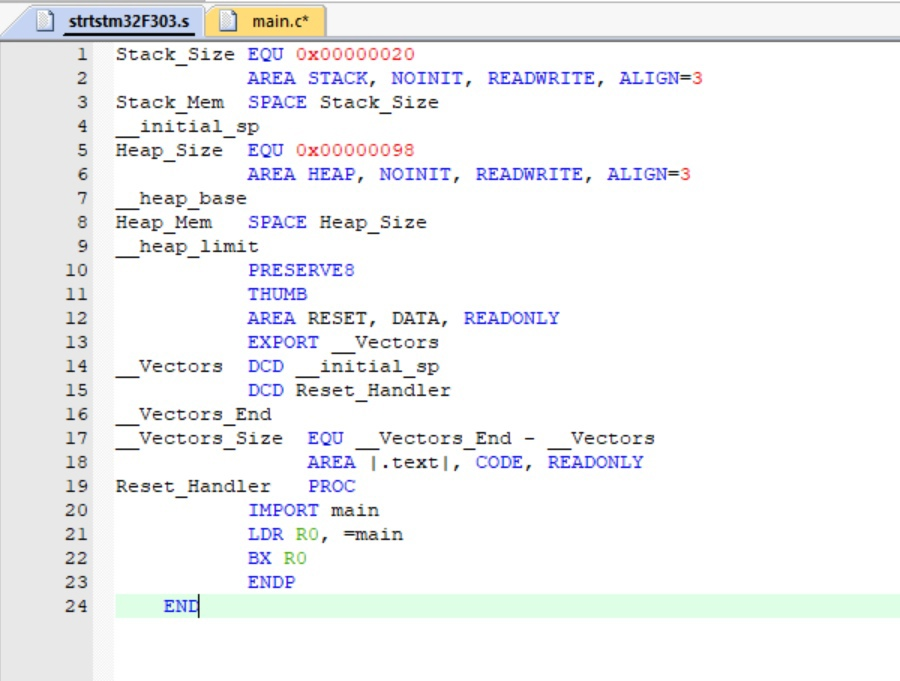 strtstm32F303.s main.c*
1 Stack_Size EQU 0x00000020
2 AREA STACK, NOINIT, READWRITE, ALIGN=3
3 Stack_Mem SPACE Stack_Size
4 __initial_sp
5 Heap_Size EQU 0x00000098
6 AREA HEAP, NOINIT, READWRITE, ALIGN=3
7 __heap_base
8 Heap_Mem SPACE Heap_Size
9 __heap_limit
10 PRESERVE8
11 THUMB
12 AREA RESET, DATA, READONLY
13 EXPORT __Vectors
14 __Vectors DCD __initial_sp
15 DCD Reset_Handler
16 __Vectors_End
17 __Vectors_Size EQU __Vectors_End - __Vectors
18 AREA |.text|, CODE, READONLY
19 Reset_Handler PROC
20 IMPORT main
21 LDR R0, =main
22 BX R0
23 ENDP
24 END